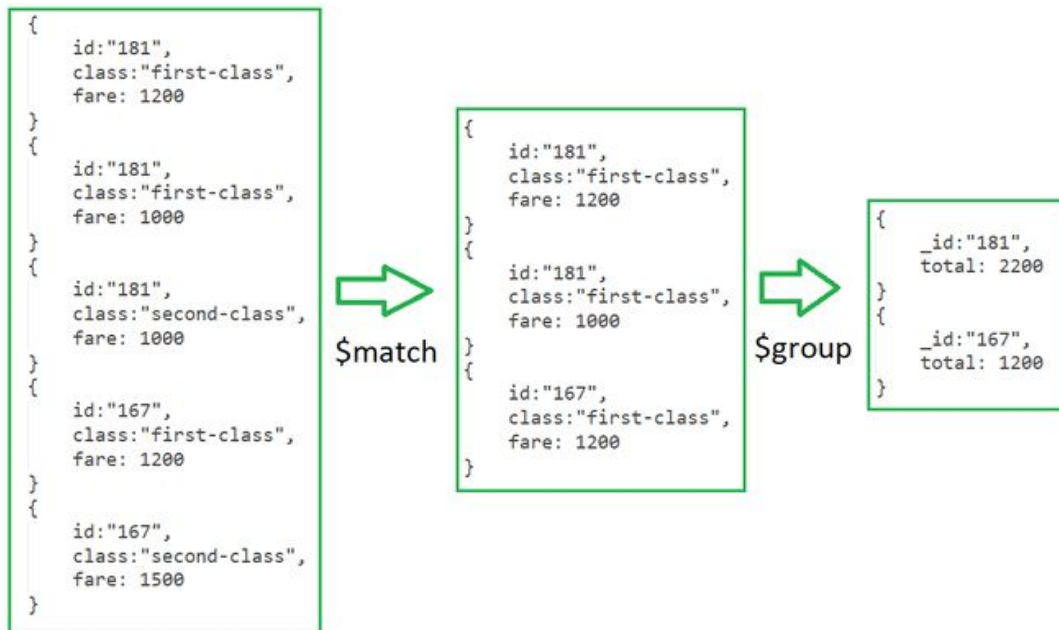 {
id:"181",
class:"first-class",
fare: 1200
}
{
id:"181",
class:"first-class",
fare: 1000
}
{
id:"181",
class:"second-class",
fare: 1000
}
{
id:"167",
class:"first-class",
fare: 1200
}
{
id:"167",
class:"second-class",
fare: 1500
}
$match
{
id:"181",
class:"first-class",
fare: 1200
}
{
id:"181",
class:"first-class",
fare: 1000
}
{
id:"167",
class:"first-class",
fare: 1200
}
$group
{
_id:"181",
total: 2200
}
{
_id:"167",
total: 1200
}